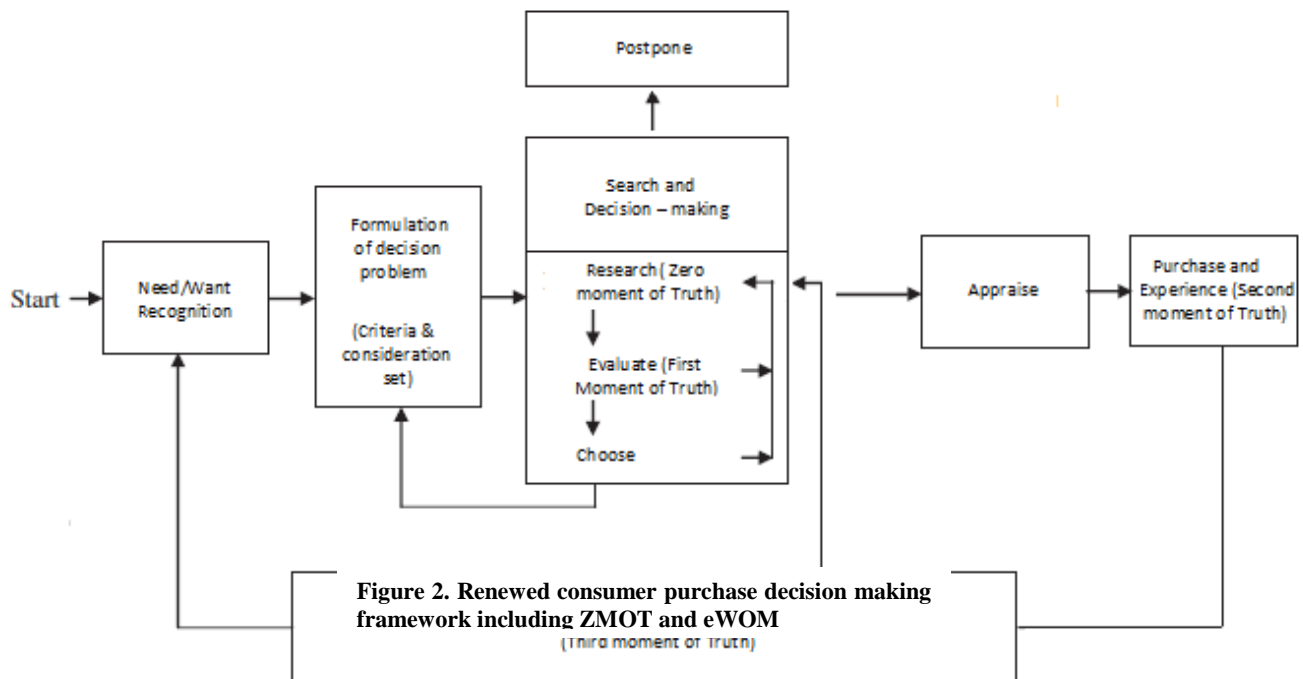 Postpone
Search and
Decision – making
Formulation
of decision
problem
(Criteria &
consideration
set)
Research( Zero
moment of Truth)
Evaluate (First
Moment of Truth)
Choose
Start
Need/Want
Recognition
Appraise
Purchase and
Experience (Second
moment of Truth)
Figure 2. Renewed consumer purchase decision making
framework including ZMOT and eWOM
(Third moment of Truth)